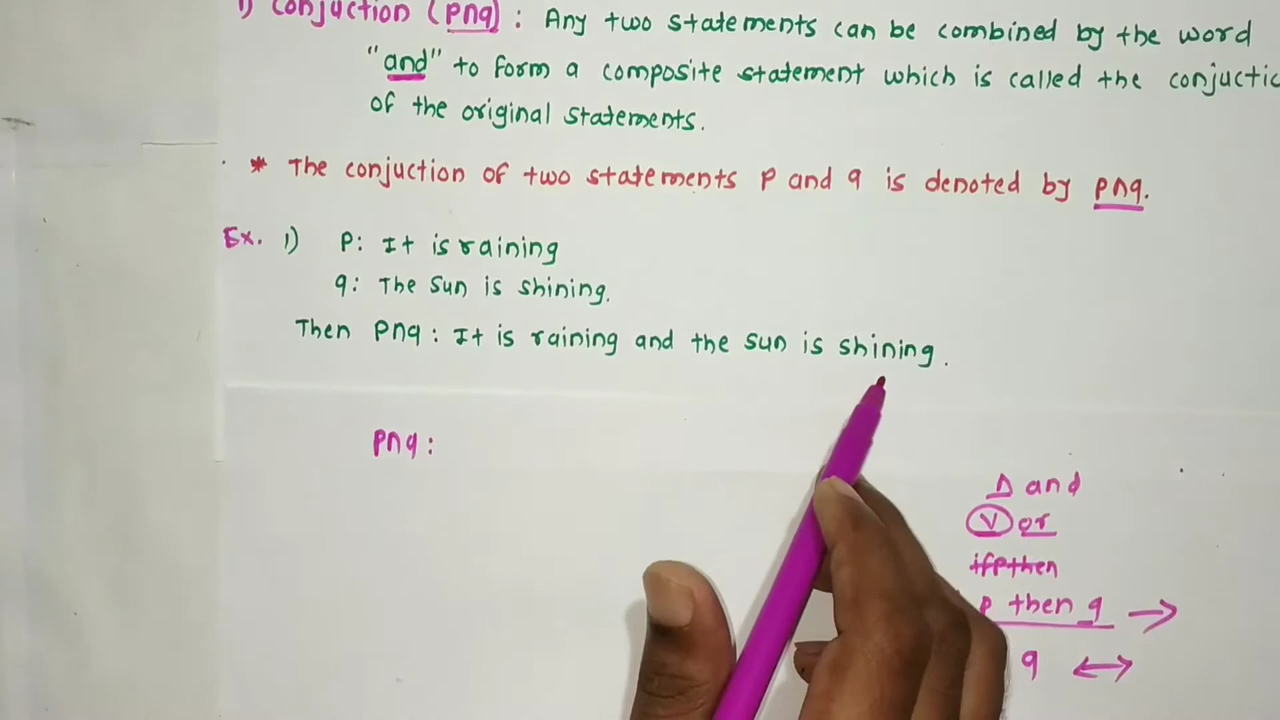 1) Conjuction (p∧q) : Any two statements can be combined by the word
"and" to form a composite statement which is called the conjuctic
of the original statements.
* The conjuction of two statements p and q is denoted by p∧q.
Ex. 1) p: It is raining
q: The sun is shining.
Then p∧q : It is raining and the sun is shining.
p∧q :
∧ and
∨ or
p then q →
q ↔